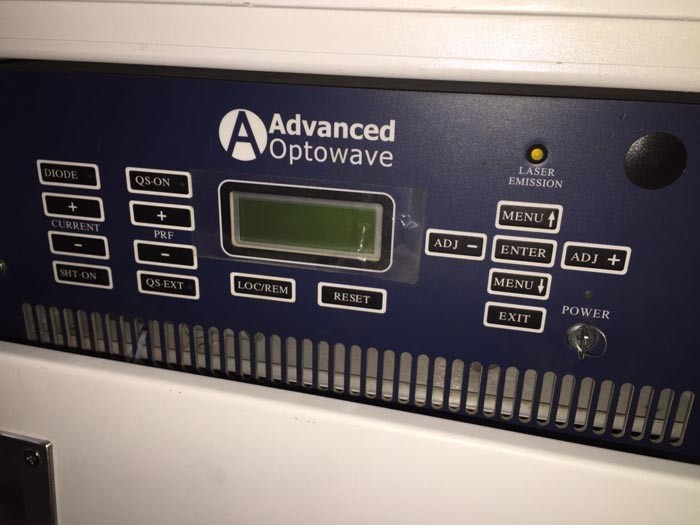 Advanced
Optowave
LASER
EMISSION
DIODE
QS-ON
+
+
CURRENT
PRF
-
-
SHT-ON
QS-EXT
LOC/REM
RESET
MENU ↑
ADJ -
ENTER
ADJ +
MENU ↓
EXIT
POWER